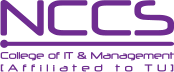 NCCS
College of IT & Management
(Affiliated to TU)